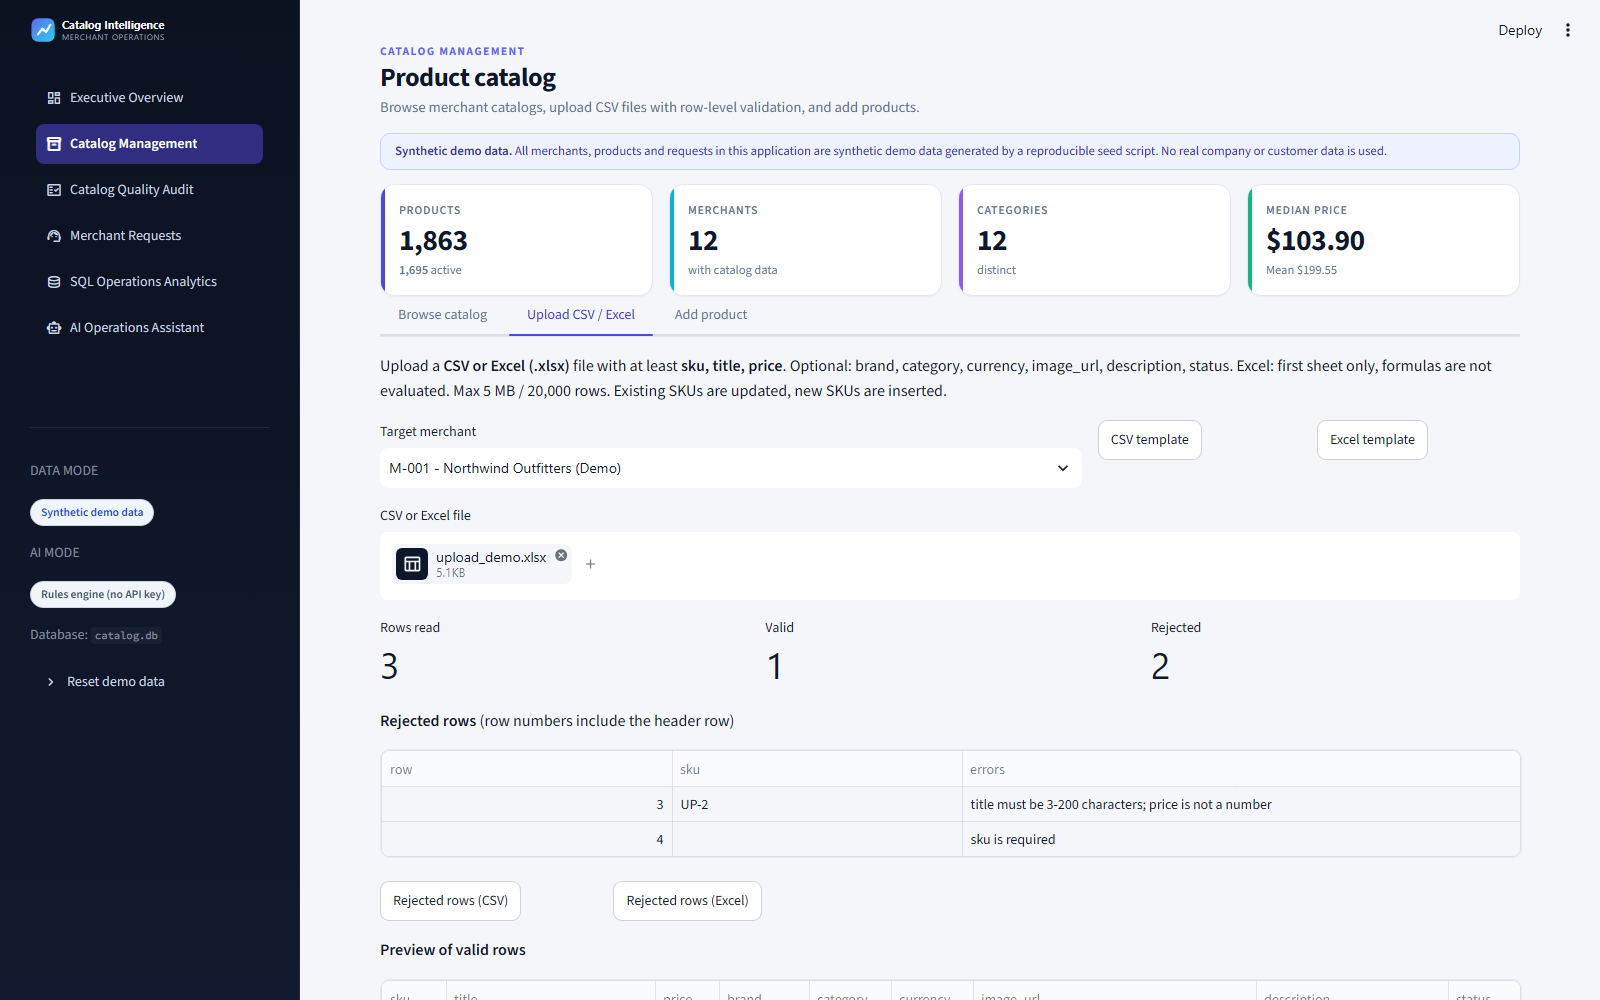 Catalog Intelligence
MERCHANT OPERATIONS
Executive Overview
Catalog Management
Catalog Quality Audit
Merchant Requests
SQL Operations Analytics
AI Operations Assistant
DATA MODE
Synthetic demo data
AI MODE
Rules engine (no API key)
Database: catalog.db
Reset demo data
Deploy
CATALOG MANAGEMENT
Product catalog
Browse merchant catalogs, upload CSV files with row-level validation, and add products.
Synthetic demo data. All merchants, products and requests in this application are synthetic demo data generated by a reproducible seed script. No real company or customer data is used.
PRODUCTS
1,863
1,695 active
MERCHANTS
12
with catalog data
CATEGORIES
12
distinct
MEDIAN PRICE
$103.90
Mean $199.55
Browse catalog Upload CSV / Excel Add product
Upload a CSV or Excel (.xlsx) file with at least sku, title, price. Optional: brand, category, currency, image_url, description, status. Excel: first sheet only, formulas are not
evaluated. Max 5 MB / 20,000 rows. Existing SKUs are updated, new SKUs are inserted.
Target merchant
M-001 - Northwind Outfitters (Demo)
CSV template
Excel template
CSV or Excel file
upload_demo.xlsx
5.1KB
Rows read
3
Valid
1
Rejected
2
Rejected rows (row numbers include the header row)
row sku errors
3 UP-2 title must be 3-200 characters; price is not a number
4 sku is required
Rejected rows (CSV)
Rejected rows (Excel)
Preview of valid rows
sku title price brand category currency image_url description status